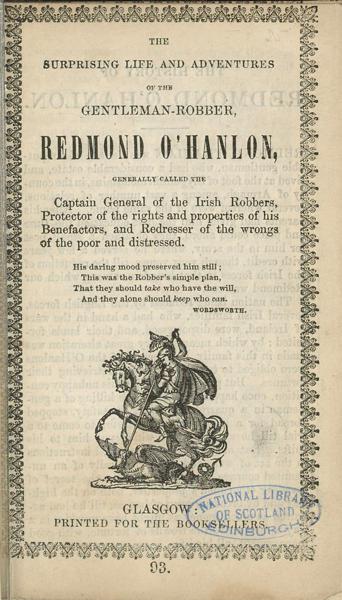 THE
SURPRISING LIFE AND ADVENTURES
OF THE
GENTLEMAN-ROBBER,
REDMOND O'HANLON,
GENERALLY CALLED THE
Captain General of the Irish Robbers,
Protector of the rights and properties of his
Benefactors, and Redresser of the wrongs
of the poor and distressed.
His daring mood preserved him still;
This was the Robber's simple plan,
That they should take who have the will,
And they alone should keep who can.
WORDSWORTH.
GLASGOW:
PRINTED FOR THE BOOKSELLERS.
NATIONAL LIBRARY
OF SCOTLAND
EDINBURGH
93.